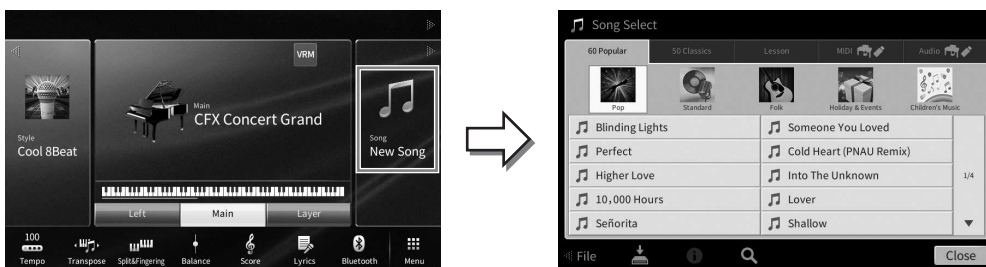 VRM
Main
CFX Concert Grand
Style
Cool 8Beat
Song
New Song
Left
Main
Layer
100
Tempo
Transpose
Split&Fingering
Balance
Score
Lyrics
Bluetooth
Menu
Song Select
60 Popular
50 Classics
Lesson
MIDI
Audio
Pop
Standard
Folk
Holiday & Events
Children's Music
Blinding Lights
Someone You Loved
Perfect
Cold Heart (PNAU Remix)
Higher Love
Into The Unknown
1/4
10,000 Hours
Lover
Señorita
Shallow
File
Close